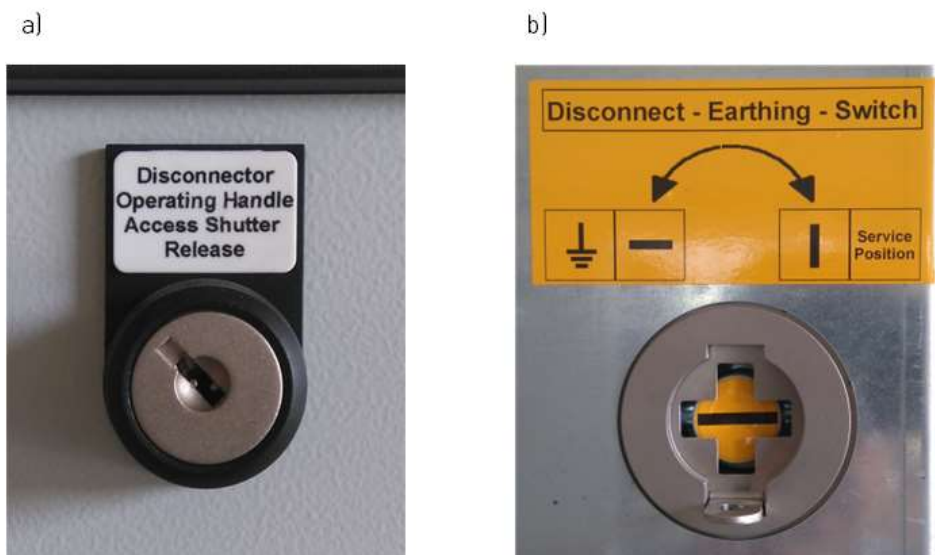 a)
b)
Disconnector
Operating Handle
Access Shutter
Release
Disconnect - Earthing - Switch
Service
Position